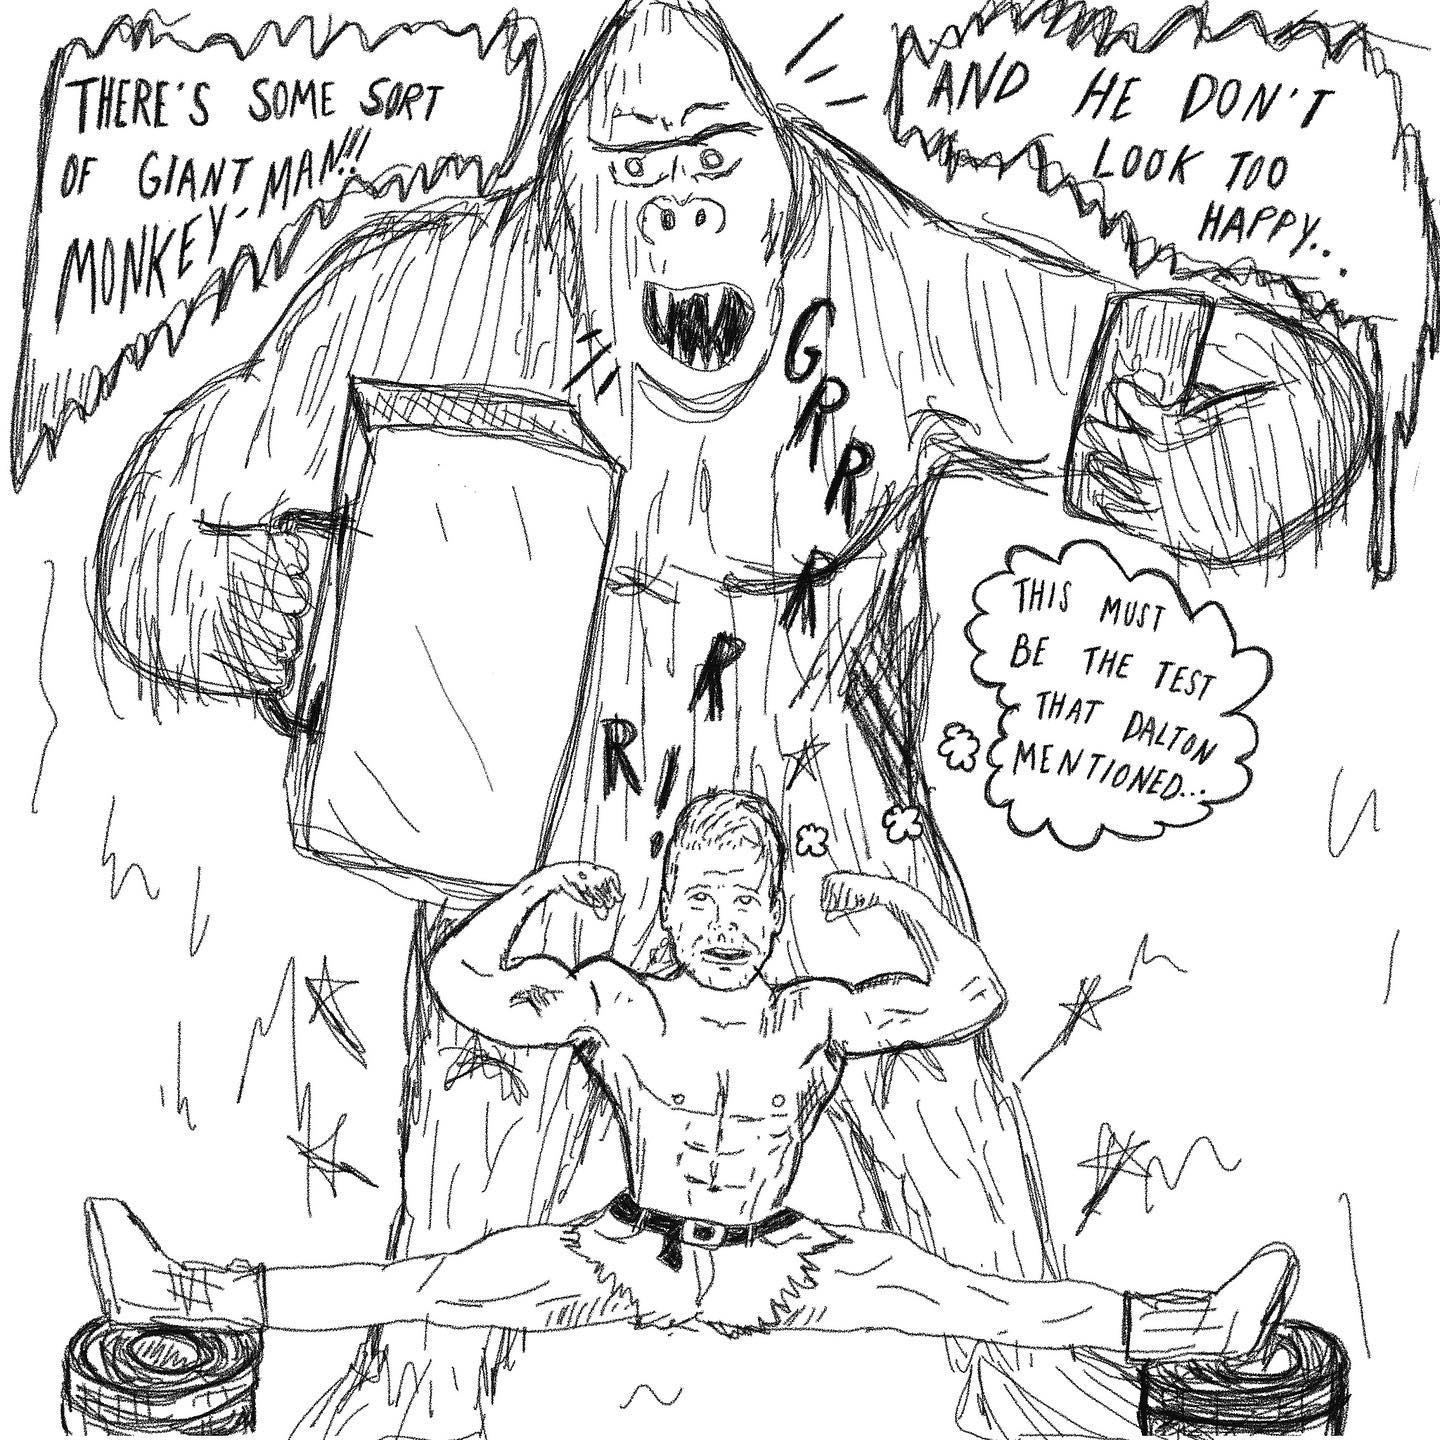 THERE'S SOME SORT
OF GIANT MAN!!
MONKEY-
AND HE DON'T
LOOK TOO
HAPPY...
GRRRRR!
THIS MUST
BE THE TEST
THAT DALTON
MENTIONED...